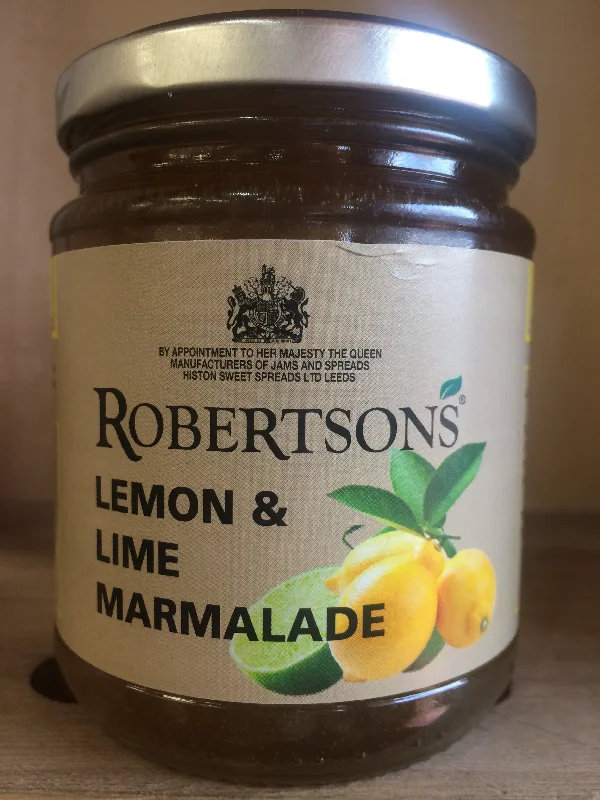 BY APPOINTMENT TO HER MAJESTY THE QUEEN
MANUFACTURERS OF JAMS AND SPREADS
HISTON SWEET SPREADS LTD LEEDS
ROBERTSON'S®
LEMON &
LIME
MARMALADE